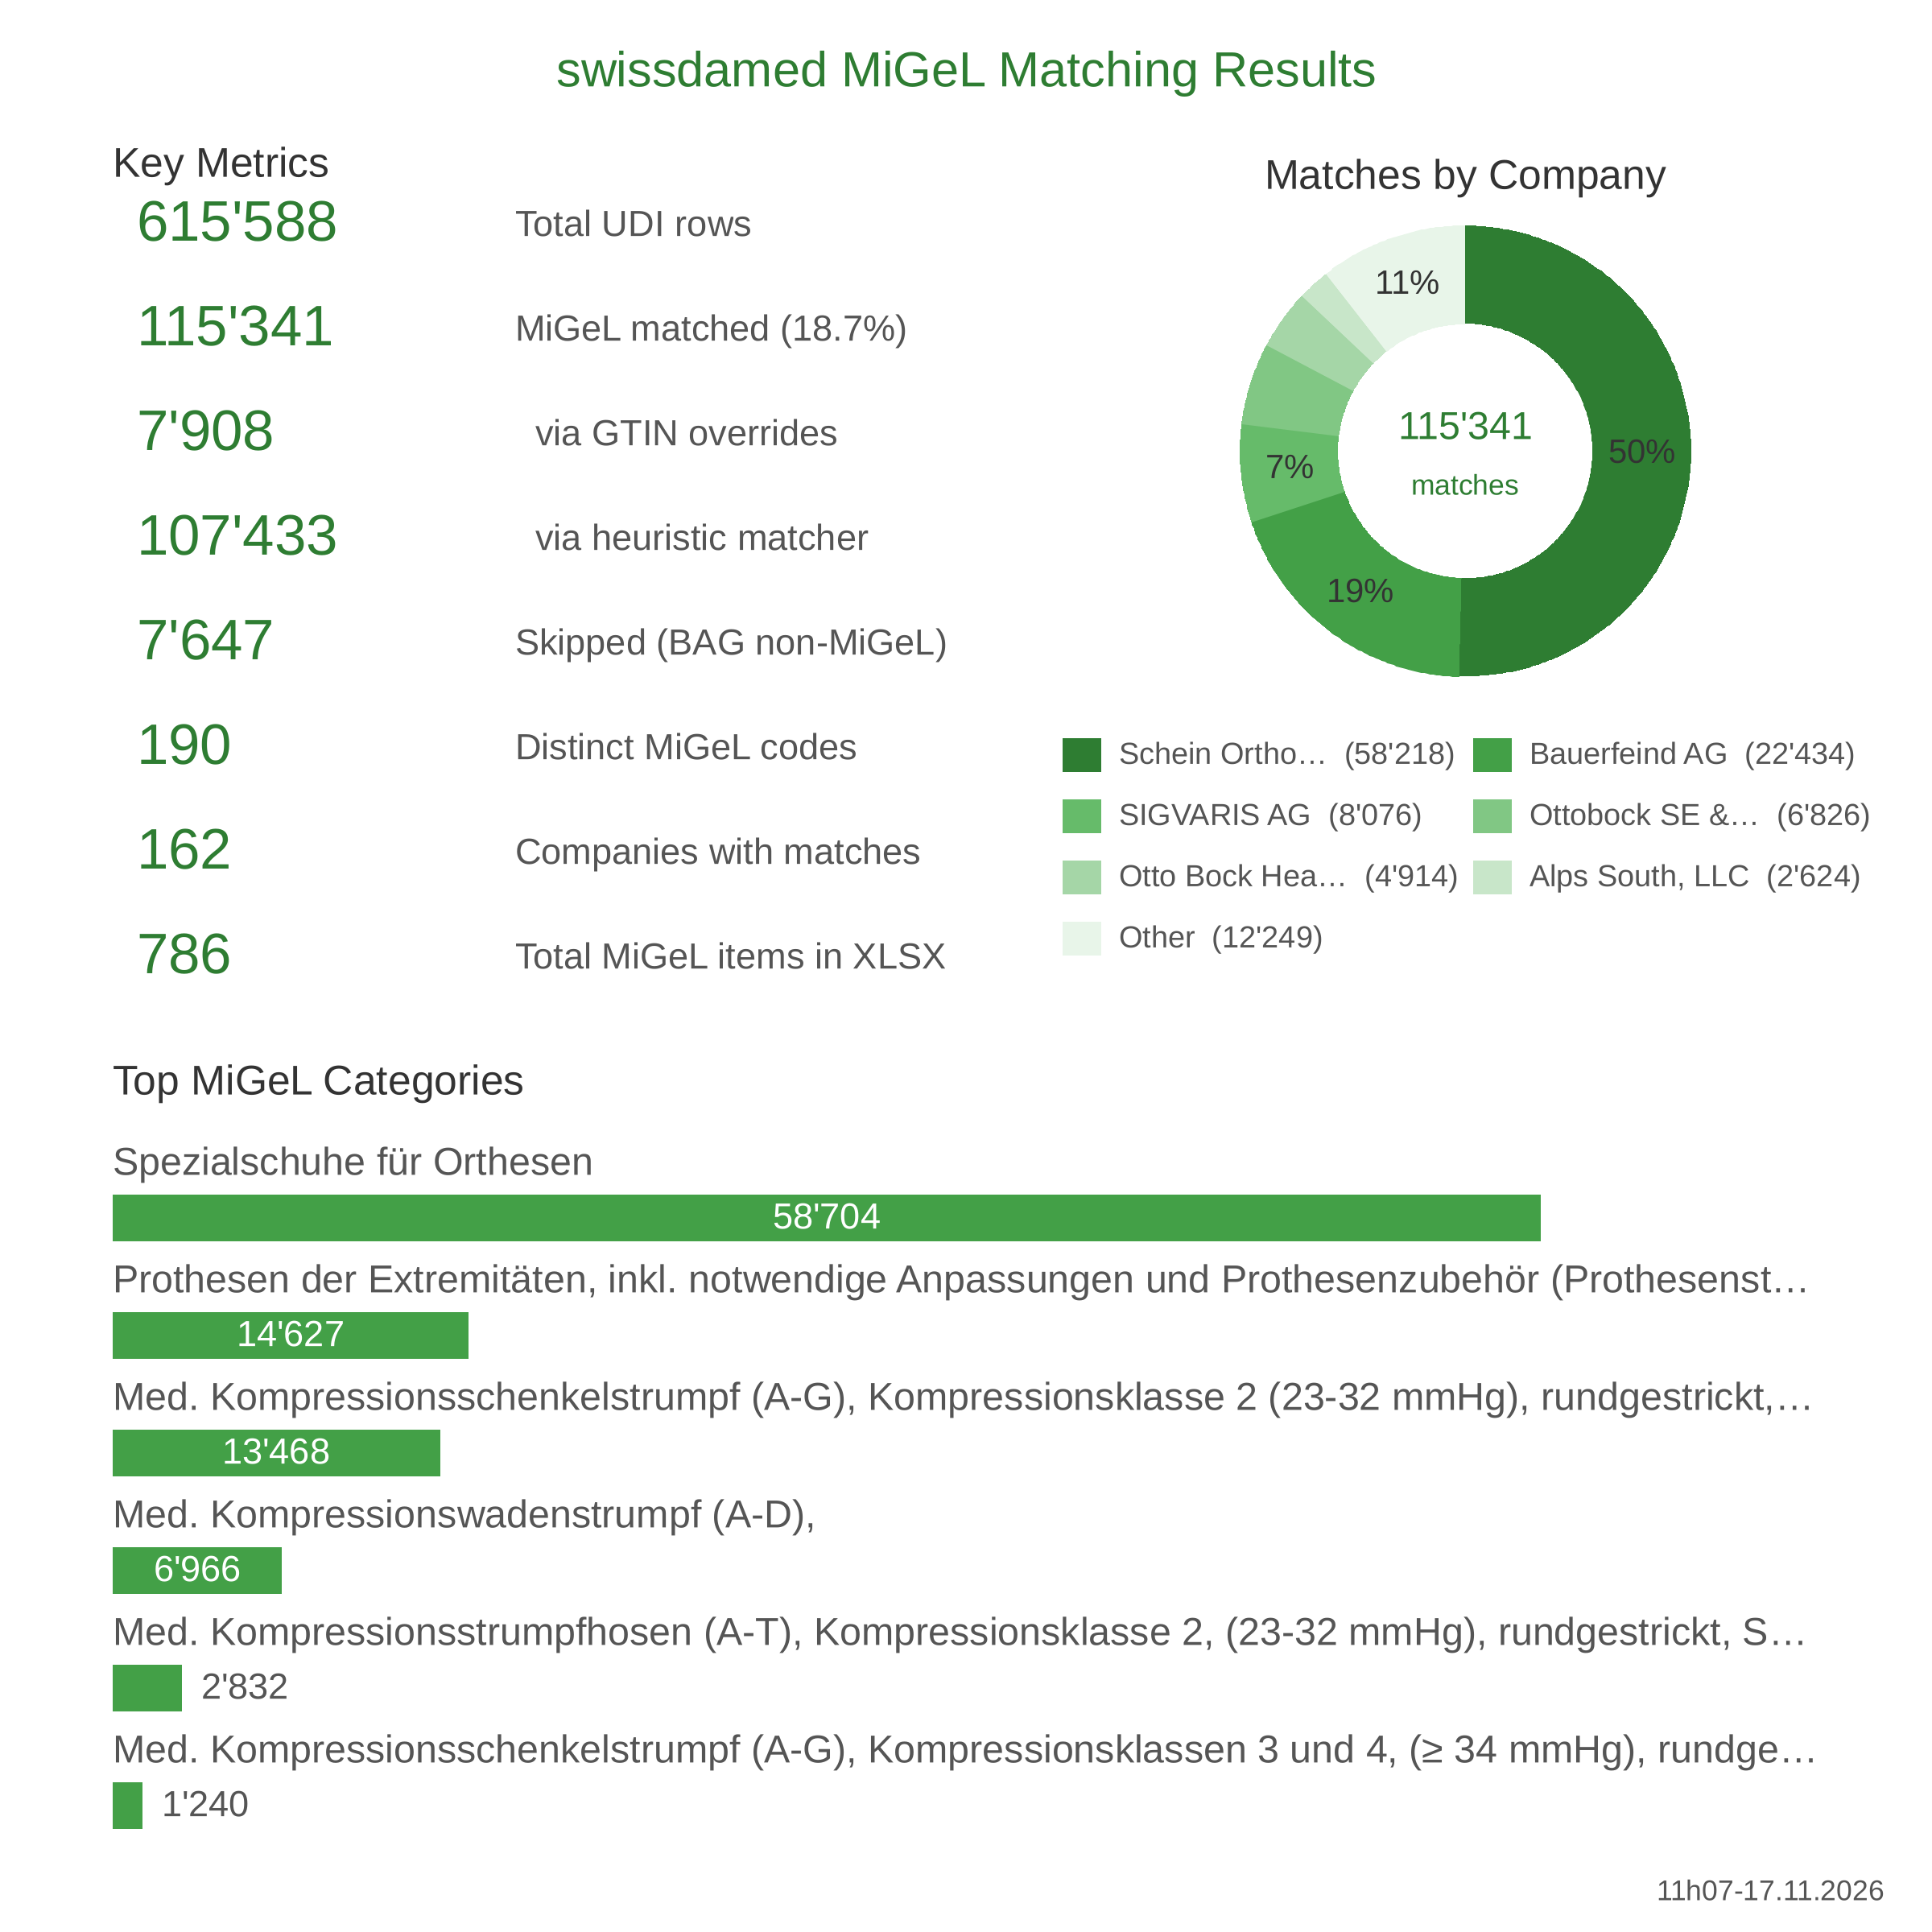 swissdamed MiGeL Matching Results
Key Metrics
615'588 Total UDI rows
115'341 MiGeL matched (18.7%)
7'908 via GTIN overrides
107'433 via heuristic matcher
7'647 Skipped (BAG non-MiGeL)
190 Distinct MiGeL codes
162 Companies with matches
786 Total MiGeL items in XLSX
Matches by Company
11%
50%
7%
19%
115'341
matches
Schein Ortho… (58'218) Bauerfeind AG (22'434)
SIGVARIS AG (8'076) Ottobock SE &… (6'826)
Otto Bock Hea… (4'914) Alps South, LLC (2'624)
Other (12'249)
Top MiGeL Categories
Spezialschuhe für Orthesen
58'704
Prothesen der Extremitäten, inkl. notwendige Anpassungen und Prothesenzubehör (Prothesenst…
14'627
Med. Kompressionsschenkelstrumpf (A-G), Kompressionsklasse 2 (23-32 mmHg), rundgestrickt,…
13'468
Med. Kompressionswadenstrumpf (A-D),
6'966
Med. Kompressionsstrumpfhosen (A-T), Kompressionsklasse 2, (23-32 mmHg), rundgestrickt, S…
2'832
Med. Kompressionsschenkelstrumpf (A-G), Kompressionsklassen 3 und 4, (≥ 34 mmHg), rundge…
1'240
11h07-17.11.2026